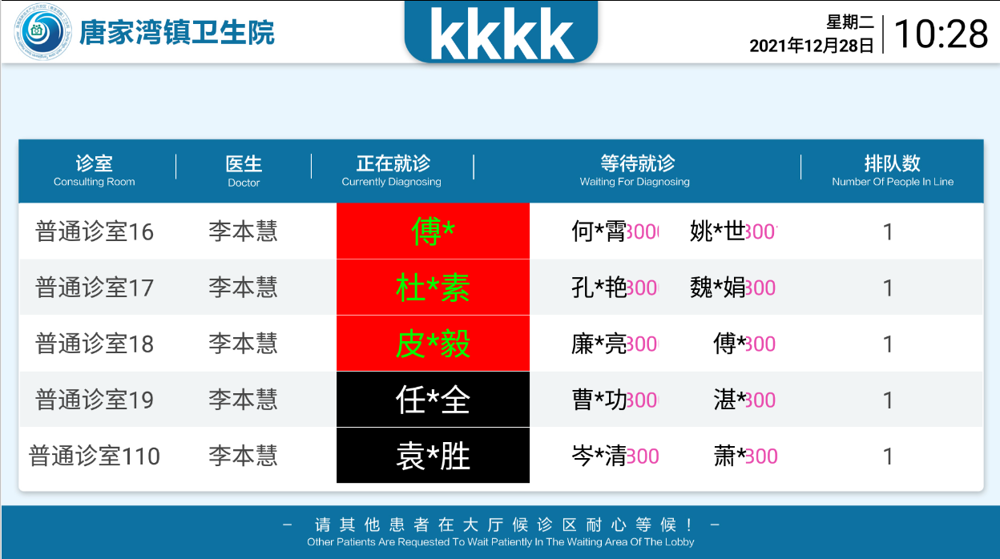 唐家湾镇卫生院
kkkk
星期二
2021年12月28日
10:28
诊室 医生 正在就诊 等待就诊 排队数
Consulting Room Doctor Currently Diagnosing Waiting For Diagnosing Number Of People In Line
普通诊室16 李本慧 傅* 何*霄300 姚*世300 1
普通诊室17 李本慧 杜*素 孔*艳300 魏*娟300 1
普通诊室18 李本慧 皮*毅 廉*亮300 傅*300 1
普通诊室19 李本慧 任*全 曹*功300 湛*300 1
普通诊室110 李本慧 袁*胜 岑*清300 萧*300 1
- 请其他患者在大厅候诊区耐心等候！ -
Other Patients Are Requested To Wait Patiently In The Waiting Area Of The Lobby